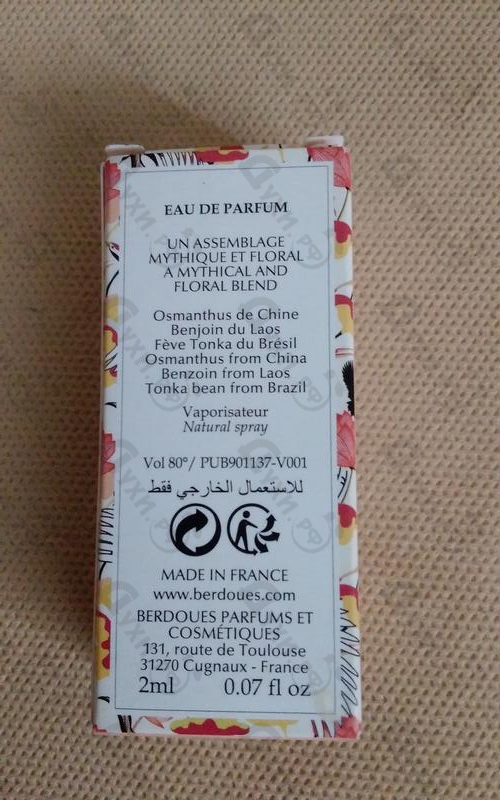 EAU DE PARFUM
UN ASSEMBLAGE
MYTHIQUE ET FLORAL
A MYTHICAL AND
FLORAL BLEND
Osmanthus de Chine
Benjoin du Laos
Fève Tonka du Brésil
Osmanthus from China
Benzoin from Laos
Tonka bean from Brazil
Vaporisateur
Natural spray
Vol 80°/ PUB901137-V001
للاستعمال الخارجي فقط
MADE IN FRANCE
www.berdoues.com
BERDOUES PARFUMS ET
COSMÉTIQUES
131, route de Toulouse
31270 Cugnaux - France
2ml 0.07 fl oz